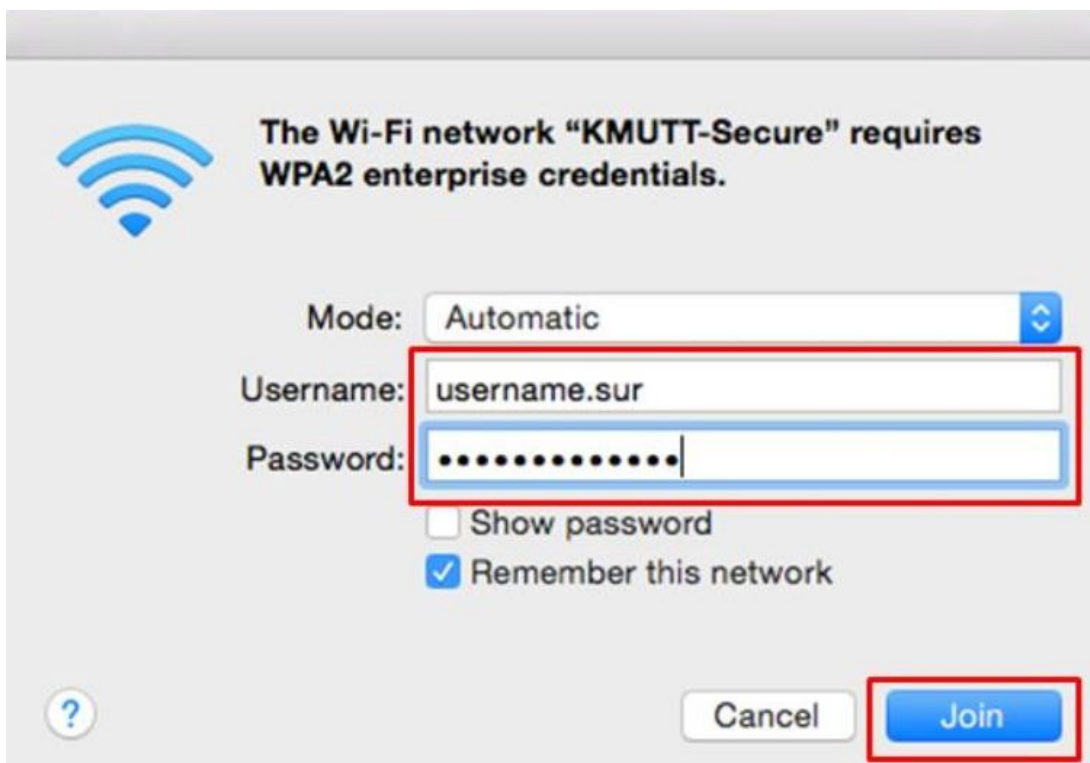 The Wi-Fi network “KMUTT-Secure” requires
WPA2 enterprise credentials.
Mode: Automatic
Username: username.sur
Password: •••••••••••••
Show password
Remember this network
? Cancel Join